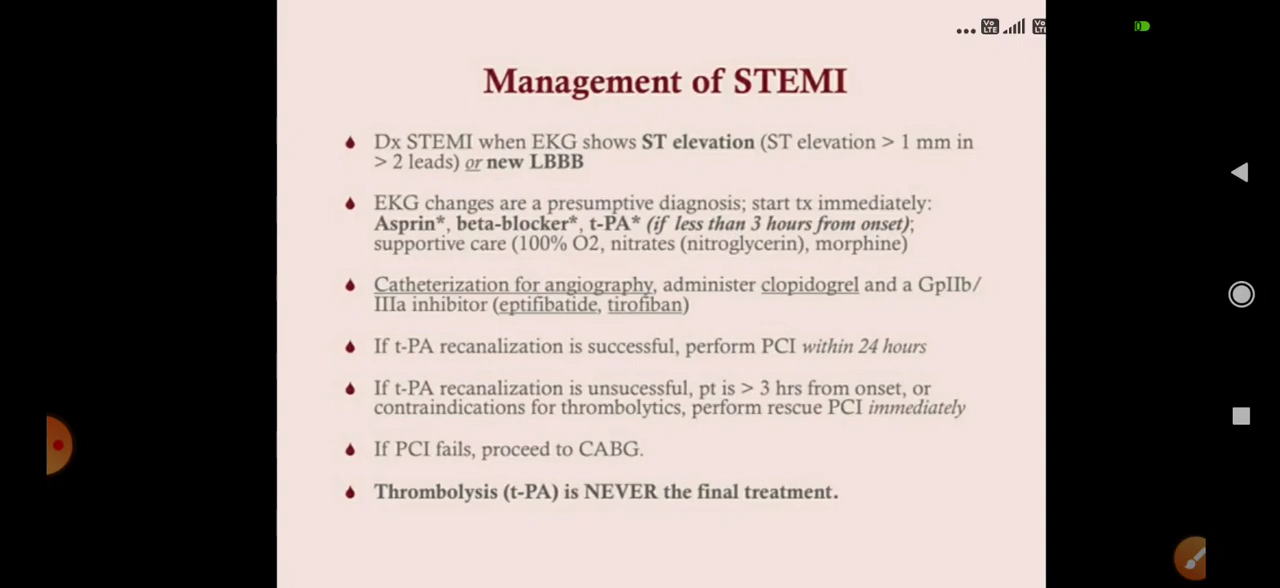 Vo LTE Vo LTE 0
Management of STEMI
Dx STEMI when EKG shows ST elevation (ST elevation > 1 mm in
> 2 leads) or new LBBB
EKG changes are a presumptive diagnosis; start tx immediately:
Asprin*, beta-blocker*, t-PA* (if less than 3 hours from onset);
supportive care (100% O2, nitrates (nitroglycerin), morphine)
Catheterization for angiography, administer clopidogrel and a GpIIb/
IIIa inhibitor (eptifibatide, tirofiban)
If t-PA recanalization is successful, perform PCI within 24 hours
If t-PA recanalization is unsucessful, pt is > 3 hrs from onset, or
contraindications for thrombolytics, perform rescue PCI immediately
If PCI fails, proceed to CABG.
Thrombolysis (t-PA) is NEVER the final treatment.